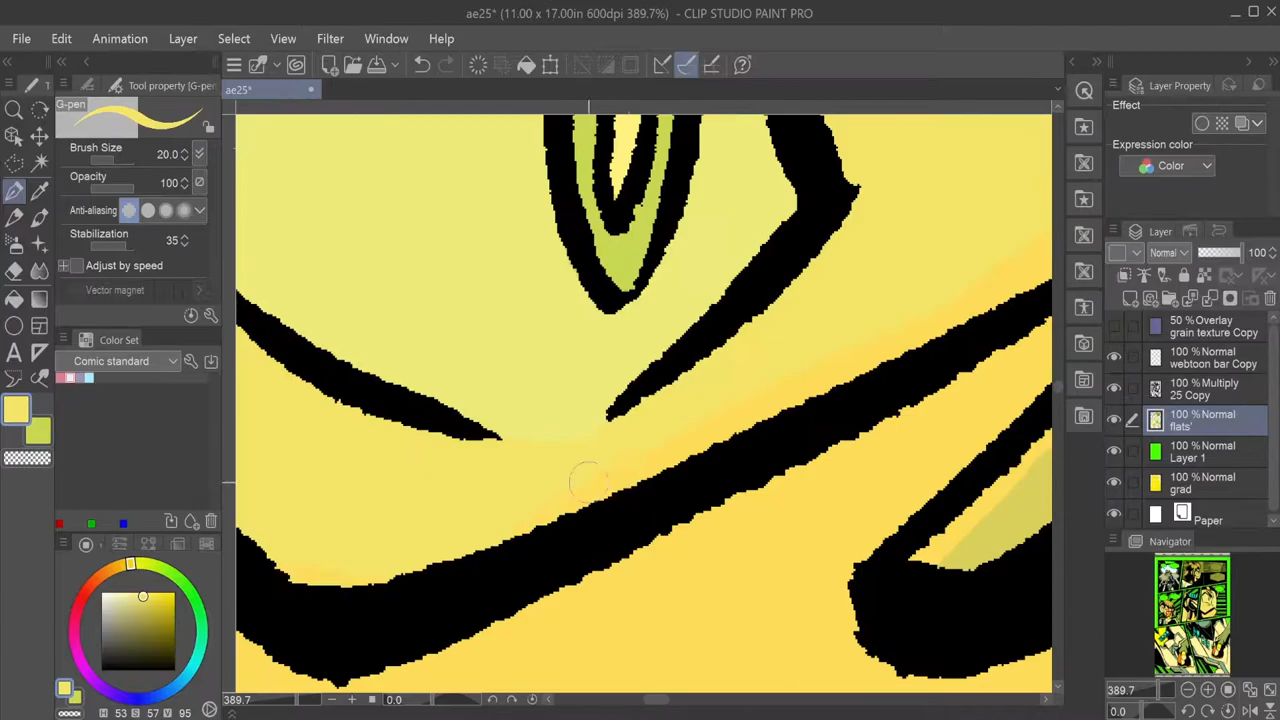 ae25* (11.00 x 17.00in 600dpi 389.7%) - CLIP STUDIO PAINT PRO
File Edit Animation Layer Select View Filter Window Help
ae25*
Tool property [G-pen
G-pen
Brush Size 20.0
Opacity 100
Anti-aliasing
Stabilization 35
Adjust by speed
Vector magnet
Color Set
Comic standard
H 53 S 57 V 95
389.7 0.0
Layer Property
Effect
Expression color
Color
Layer
Normal 100
50 %Overlay
grain texture Copy
100 %Normal
webtoon bar Copy
100 %Multiply
25 Copy
100 %Normal
flats'
100 %Normal
Layer 1
100 %Normal
grad
Paper
Navigator
389.7
0.0